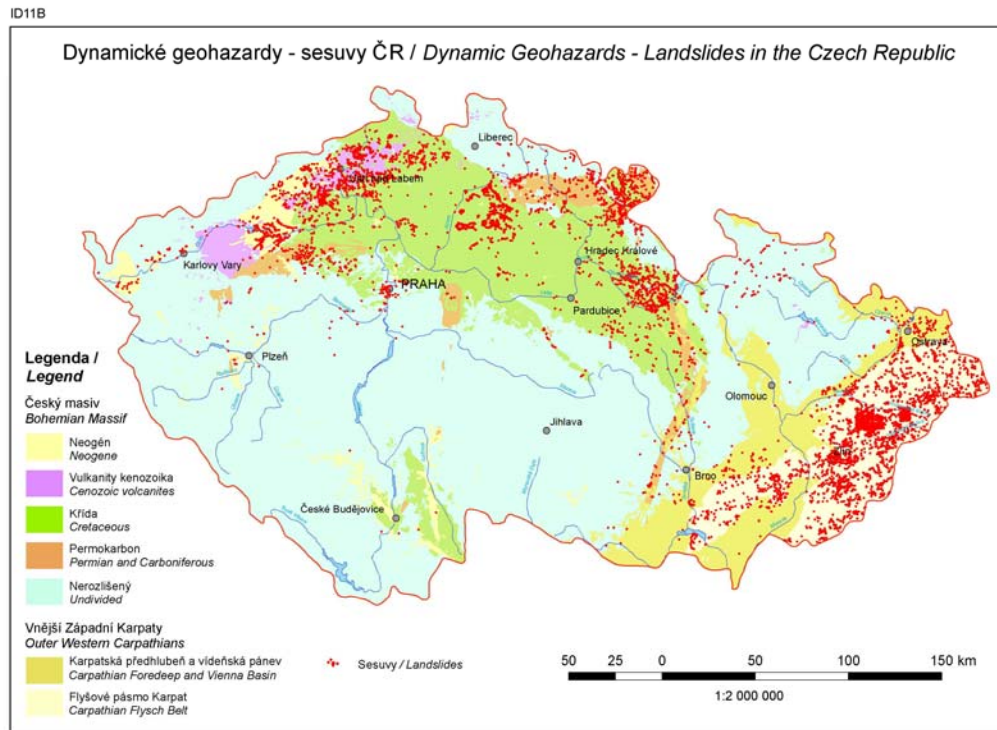 ID11B
Dynamické geohazardy - sesuvy ČR / Dynamic Geohazards - Landslides in the Czech Republic
Liberec
Ústí nad Labem
Karlovy Vary
Hradec Králové
PRAHA
Pardubice
Plzeň
Ostrava
Olomouc
Jihlava
Zlín
Brno
České Budějovice
Legenda /
Legend
Český masiv
Bohemian Massif
Neogén
Neogene
Vulkanity kenozoika
Cenozoic volcanites
Křída
Cretaceous
Permokarbon
Permian and Carboniferous
Nerozlišený
Undivided
Vnější Západní Karpaty
Outer Western Carpathians
Karpatská předhlubeň a vídeňská pánev
Carpathian Foredeep and Vienna Basin
Flyšové pásmo Karpat
Carpathian Flysch Belt
Sesuvy / Landslides
50 25 0 50 100 150 km
1:2 000 000